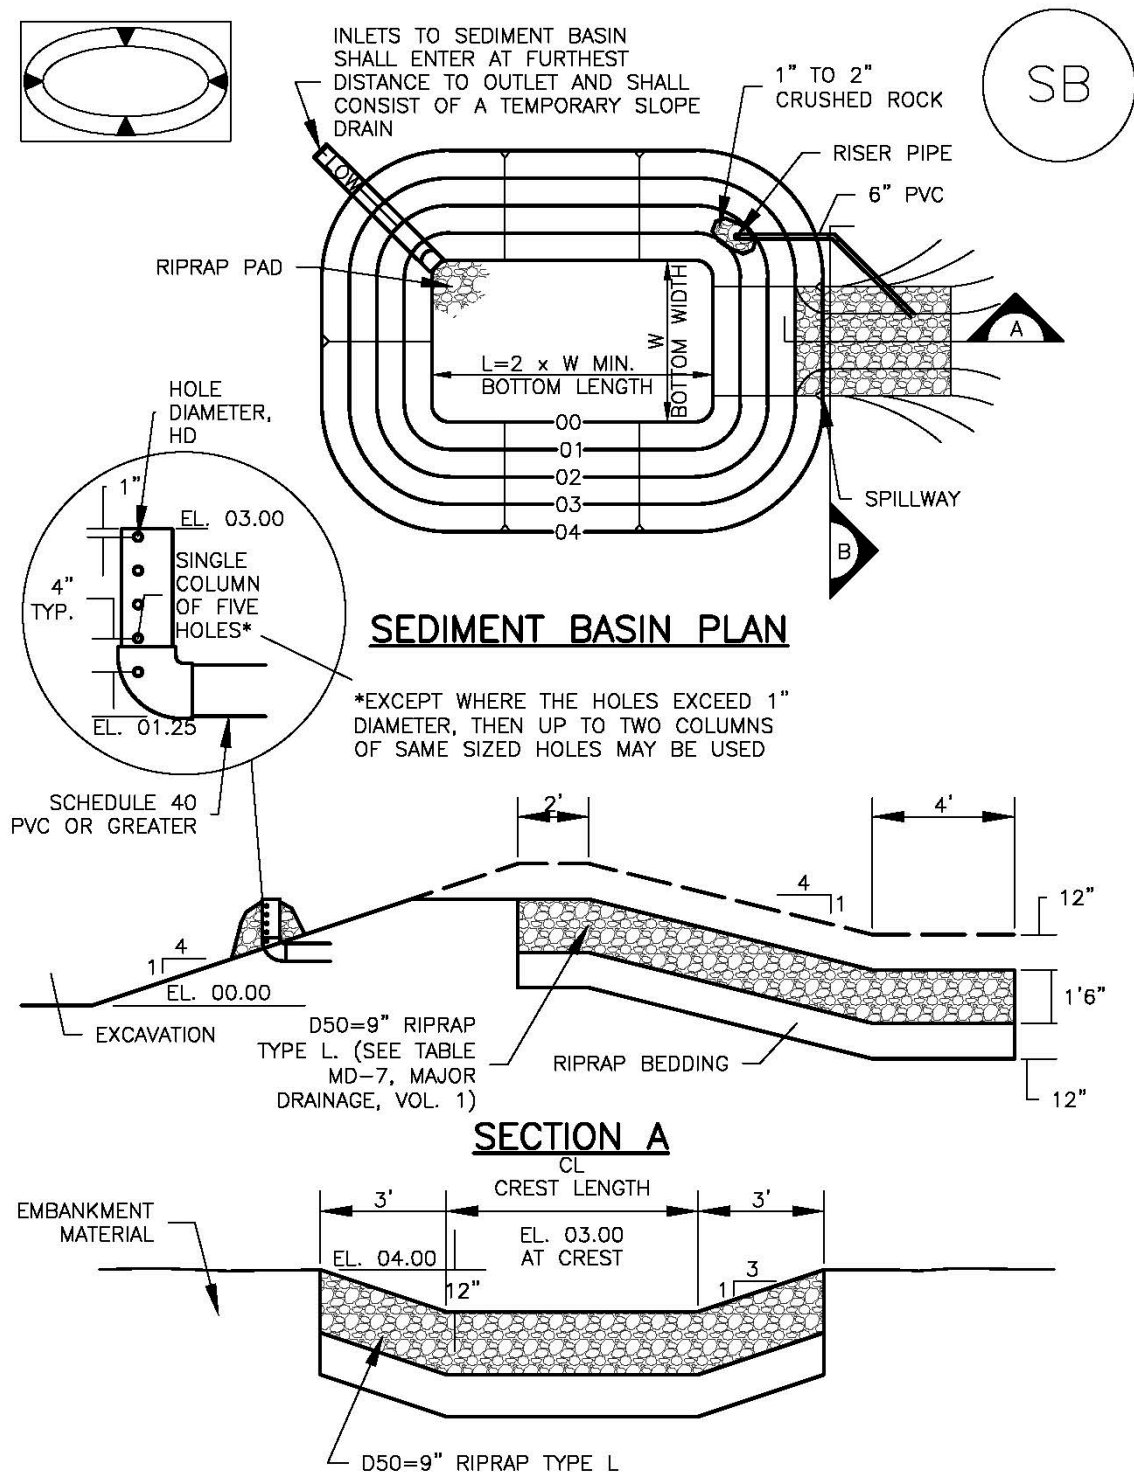 INLETS TO SEDIMENT BASIN
SHALL ENTER AT FURTHEST
DISTANCE TO OUTLET AND SHALL
CONSIST OF A TEMPORARY SLOPE
DRAIN
1" TO 2"
CRUSHED ROCK
SB
RISER PIPE
6" PVC
LOW
RIPRAP PAD
W
BOTTOM WIDTH
L=2 x W MIN.
BOTTOM LENGTH
A
00
01
02
03
04
SPILLWAY
B
HOLE
DIAMETER,
HD
1"
EL. 03.00
SINGLE
COLUMN
OF FIVE
HOLES*
4"
TYP.
EL. 01.25
SEDIMENT BASIN PLAN
*EXCEPT WHERE THE HOLES EXCEED 1"
DIAMETER, THEN UP TO TWO COLUMNS
OF SAME SIZED HOLES MAY BE USED
SCHEDULE 40
PVC OR GREATER
2'
4'
4
1
12"
4
1
EL. 00.00
EXCAVATION
1'6"
D50=9" RIPRAP
TYPE L. (SEE TABLE
MD-7, MAJOR
DRAINAGE, VOL. 1)
RIPRAP BEDDING
12"
SECTION A
CL
CREST LENGTH
3'
3'
EMBANKMENT
MATERIAL
EL. 04.00
EL. 03.00
AT CREST
12"
3
1
D50=9" RIPRAP TYPE L